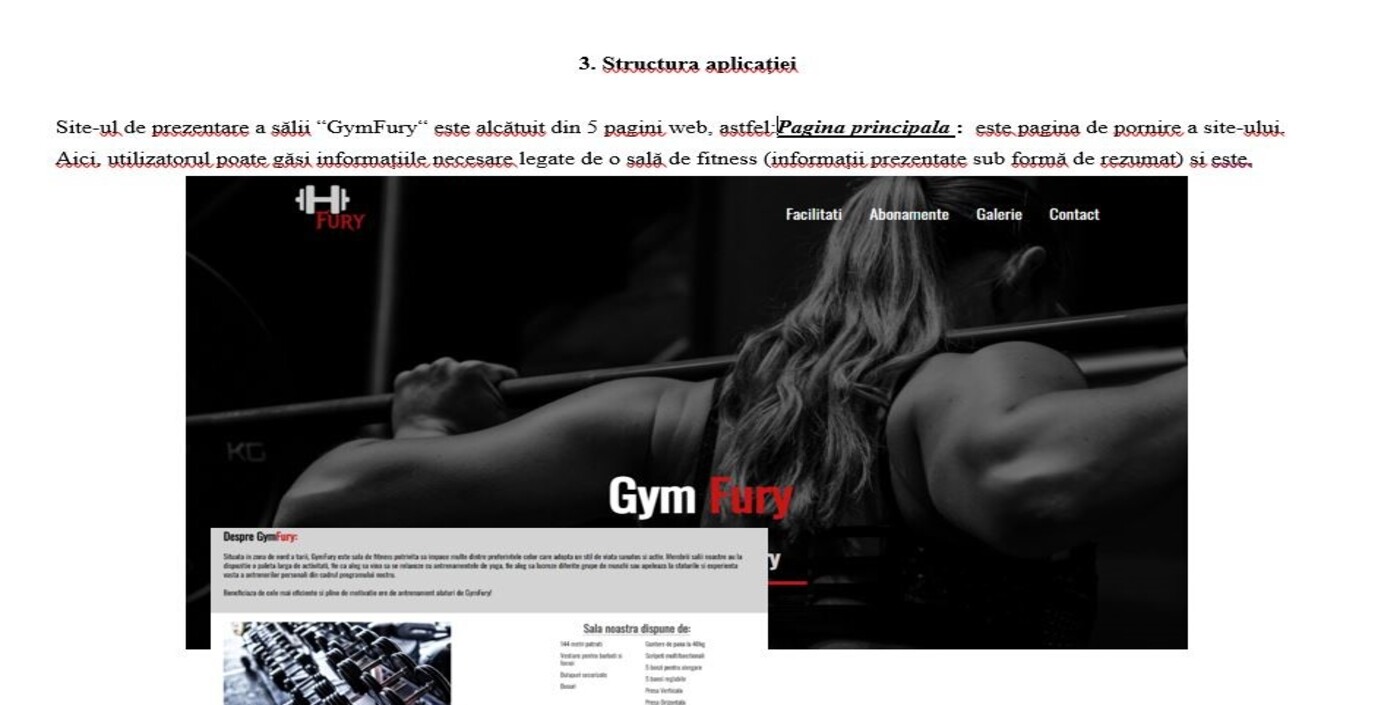 3. Structura aplicației
Site-ul de prezentare a sălii “GymFury“ este alcătuit din 5 pagini web, astfel:Pagina principala : este pagina de pornire a site-ului.
Aici, utilizatorul poate găsi informațiile necesare legate de o sală de fitness (informații prezentate sub formă de rezumat) si este,
FURY
Facilitati Abonamente Galerie Contact
KG
Gym Fury
ry
Despre GymFury:
Situata in zona de nord a tarii, GymFury este sala de fitness potrivita sa impace multe dintre preferintele celor care adopta un stil de viata sanatos si activ. Membrii salii noastre au la
dispozitie o paleta larga de activitati, fie ca aleg sa vina sa se relaxeze cu antrenamentele de yoga, fie aleg sa lucreze diferite grupe de muschi sau apeleaza la sfaturile si experienta
vasta a antrenorilor personali din cadrul programului nostru.
Beneficiaza de cele mai eficiente si pline de motivatie ore de antrenament alaturi de GymFury!
Sala noastra dispune de:
144 metri patrati
Vestiare pentru barbati si
femei
Dulapuri securizate
Dusuri
Gantere de pana la 40kg
Scripeti multifunctionali
5 benzi pentru alergare
5 banci reglabile
Presa Verticala
Presa Orizontala